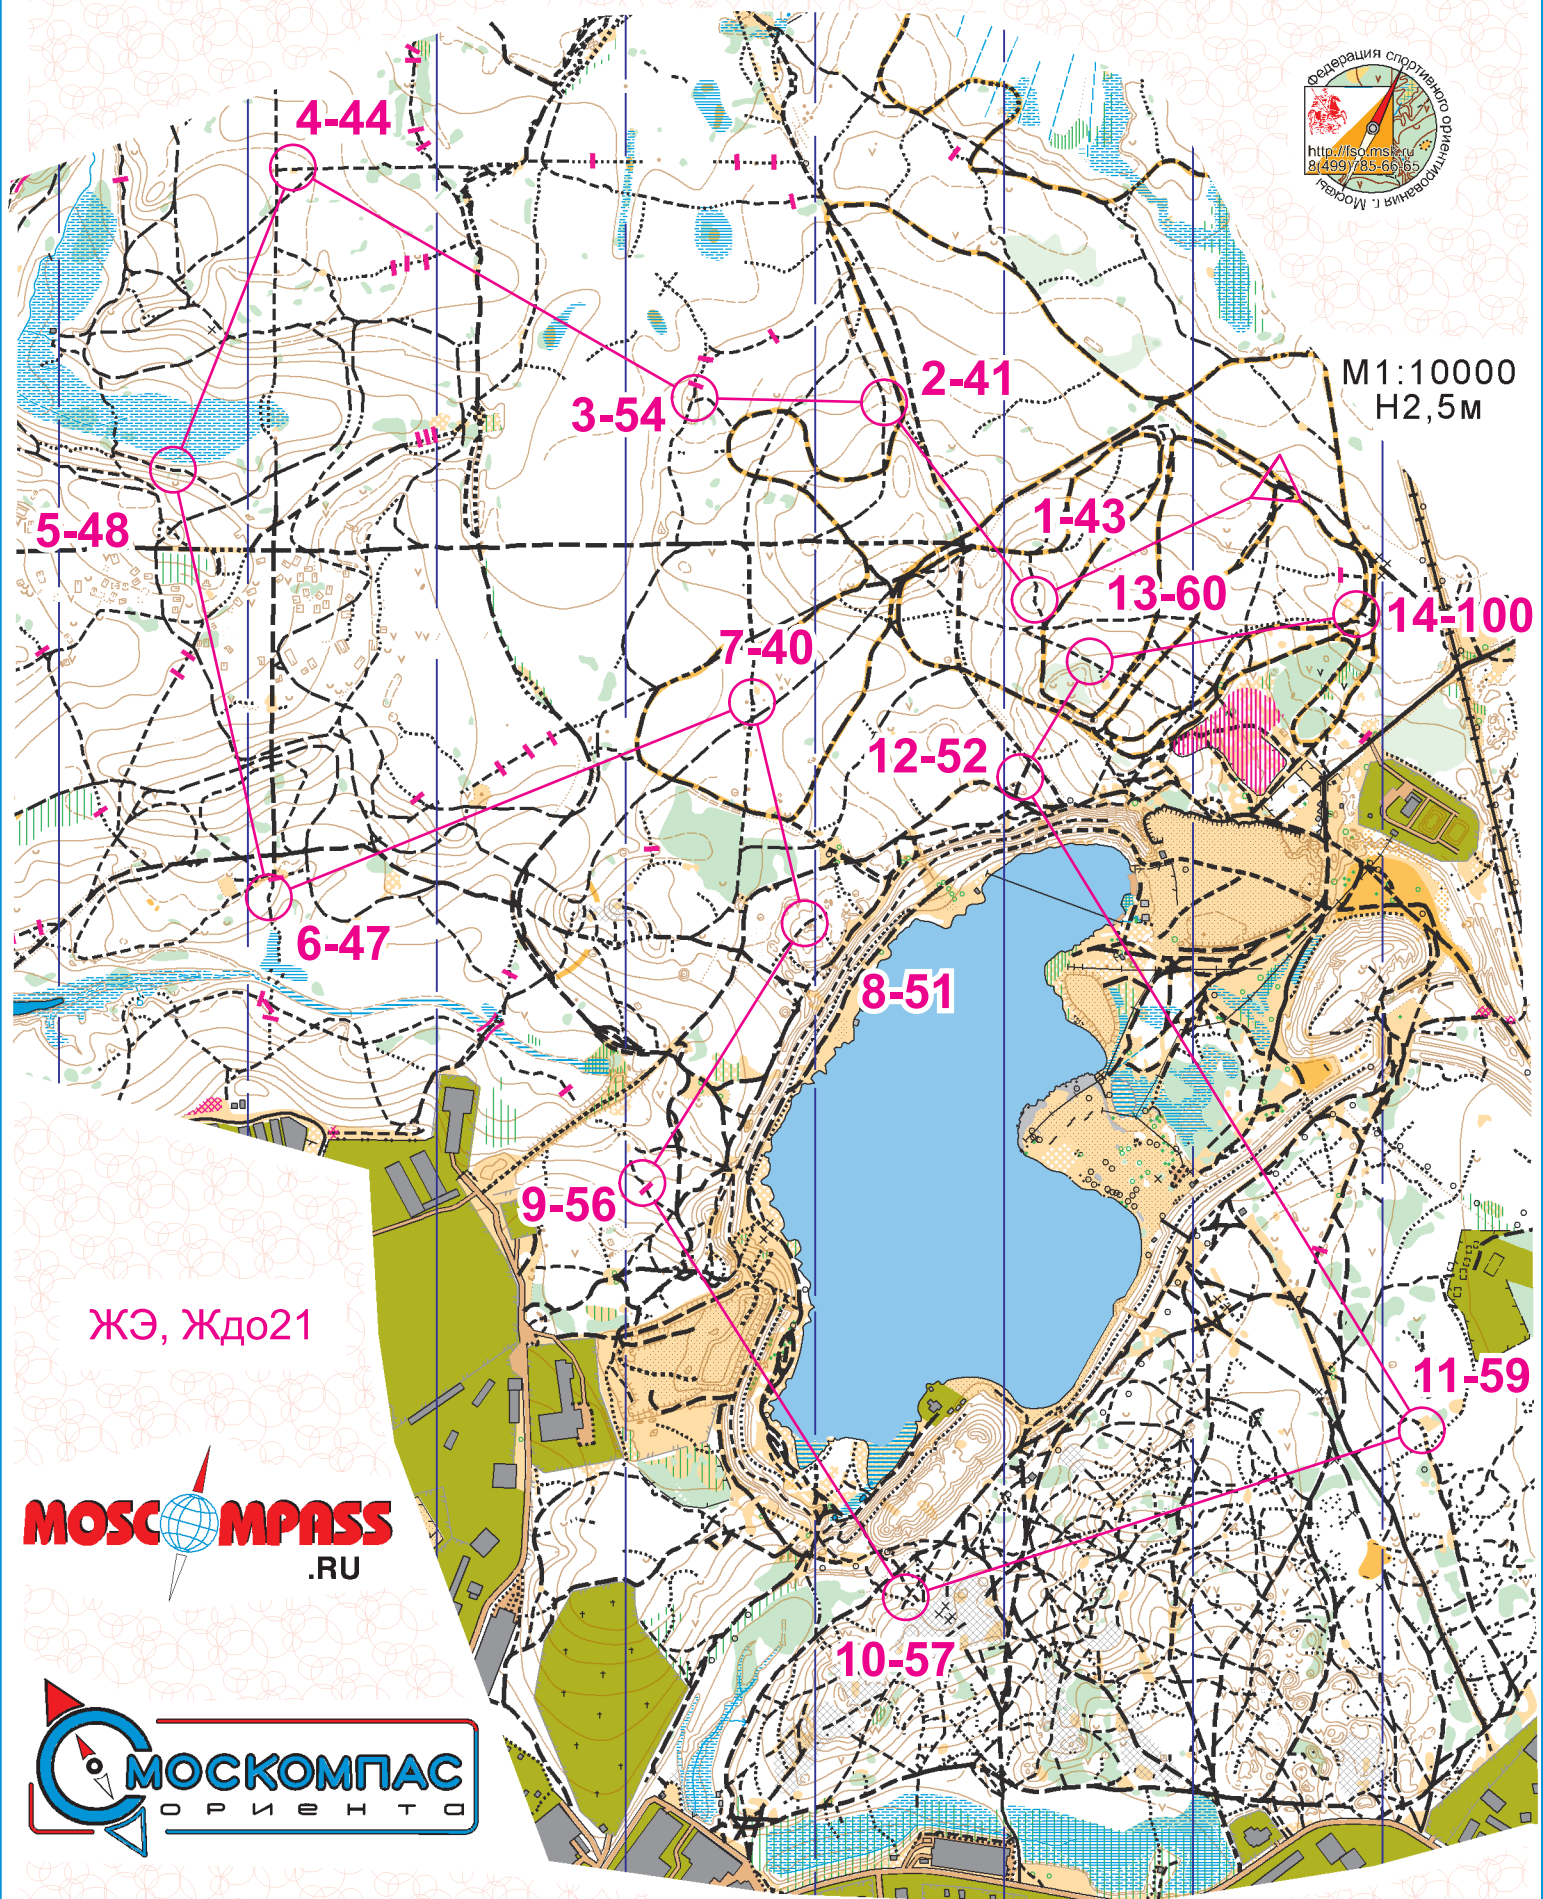 Федерация спортивного ориентирования г. Москвы
http://fso.msk.ru
8(499)785-66-65
4-44
2-41
М1:10000
Н2,5м
3-54
1-43
5-48
13-60
14-100
7-40
12-52
6-47
8-51
9-56
ЖЭ, Ждо21
11-59
MOSCOMPASS
.RU
10-57
МОСКОМПАС
ОРИЕНТА